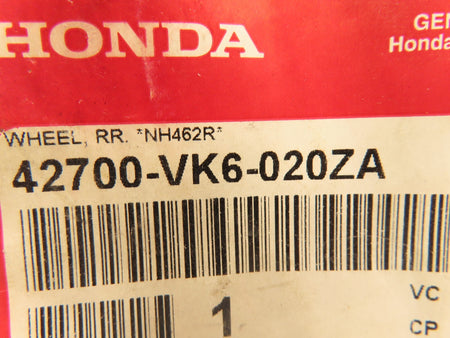 HONDA
GEN
Honda
WHEEL, RR. *NH462R*
42700-VK6-020ZA
1
VC
CP